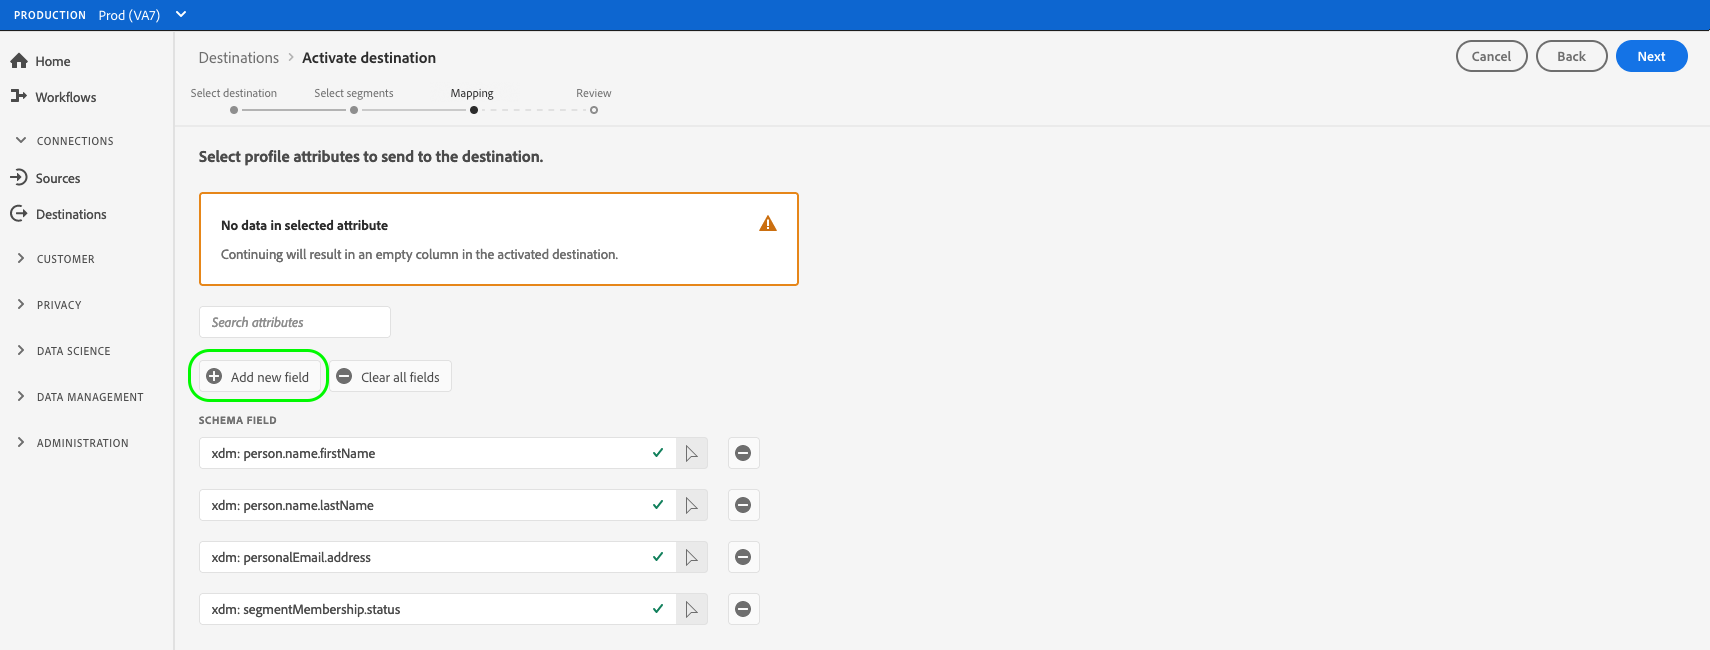 PRODUCTION Prod (VA7)
Home
Workflows
CONNECTIONS
Sources
Destinations
CUSTOMER
PRIVACY
DATA SCIENCE
DATA MANAGEMENT
ADMINISTRATION
Destinations > Activate destination
Cancel Back Next
Select destination Select segments Mapping Review
Select profile attributes to send to the destination.
No data in selected attribute
Continuing will result in an empty column in the activated destination.
Search attributes
Add new field Clear all fields
SCHEMA FIELD
xdm: person.name.firstName
xdm: person.name.lastName
xdm: personalEmail.address
xdm: segmentMembership.status